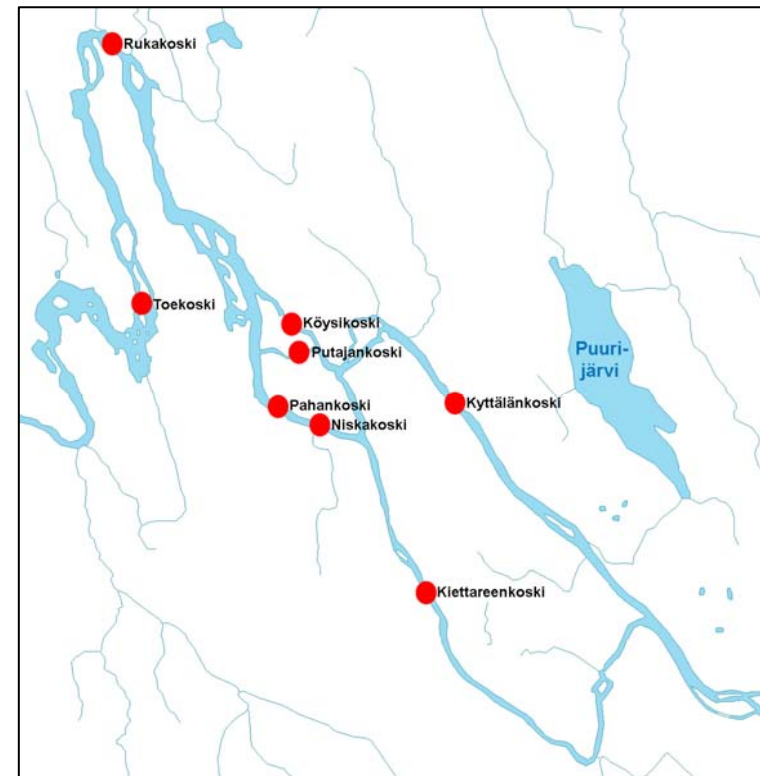 Rukakoski
Toekoski
Köysikoski
Putajankoski
Puuri-
järvi
Pahankoski
Kyttälänkoski
Niskakoski
Kiettareenkoski